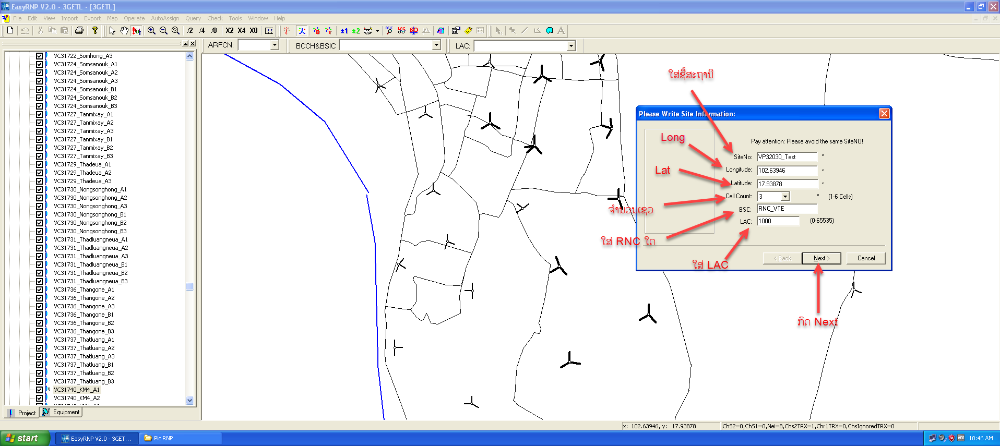 EasyRNP V2.0 - 3GETL - [3GETL]
File Edit View Import Export Map Operate AutoAssign Query Check Tools Window Help
/2 /4 /8 X2 X4 X8 ±1 ±2 BSIC LAC
ARFCN: BCCH&BSIC LAC:
VC31722_Somhong_A3
VC31724_Somsanouk_A1
VC31724_Somsanouk_A2
VC31724_Somsanouk_A3
VC31724_Somsanouk_B1
VC31724_Somsanouk_B2
VC31724_Somsanouk_B3
VC31727_Tanmixay_A1
VC31727_Tanmixay_A2
VC31727_Tanmixay_A3
VC31727_Tanmixay_B1
VC31727_Tanmixay_B2
VC31727_Tanmixay_B3
VC31729_Thadeua_A1
VC31729_Thadeua_A2
VC31729_Thadeua_A3
VC31730_Nongsonghong_A1
VC31730_Nongsonghong_A2
VC31730_Nongsonghong_A3
VC31730_Nongsonghong_B1
VC31730_Nongsonghong_B2
VC31730_Nongsonghong_B3
VC31731_Thadluangneua_A1
VC31731_Thadluangneua_A2
VC31731_Thadluangneua_A3
VC31731_Thadluangneua_B1
VC31731_Thadluangneua_B2
VC31731_Thadluangneua_B3
VC31736_Thangone_A1
VC31736_Thangone_A2
VC31736_Thangone_A3
VC31736_Thangone_B1
VC31736_Thangone_B2
VC31736_Thangone_B3
VC31737_Thatluang_A1
VC31737_Thatluang_A2
VC31737_Thatluang_A3
VC31737_Thatluang_B1
VC31737_Thatluang_B2
VC31737_Thatluang_B3
VC31740_KM4_A1
VC31740_KM4_A2
Project Equipment
ໃສ່ຊື້ສະຖານີ
Please Write Site Information:
Pay attention: Please avoid the same SiteNO!
Long
SiteNo: VP32030_Test *
Longitude: 102.63946 *
Lat
Latitude: 17.93878 *
Cell Count: 3 * (1-6 Cells)
ຈຳນວນເຊວ
BSC: RNC_VTE
LAC: 1000 (0-65535)
ໃສ່ RNC ໃດ
ໃສ່ LAC
< Back Next > Cancel
ກົດ Next
x: 102.63946, y: 17.93878 ChS2=0,ChS1=0,Nei=8,Chs2TRX=1,Chr1TRX=0,ChsIgnoredTRX=0
start EasyRNP V2.0 - 3GET... Pic RNP 10:46 AM